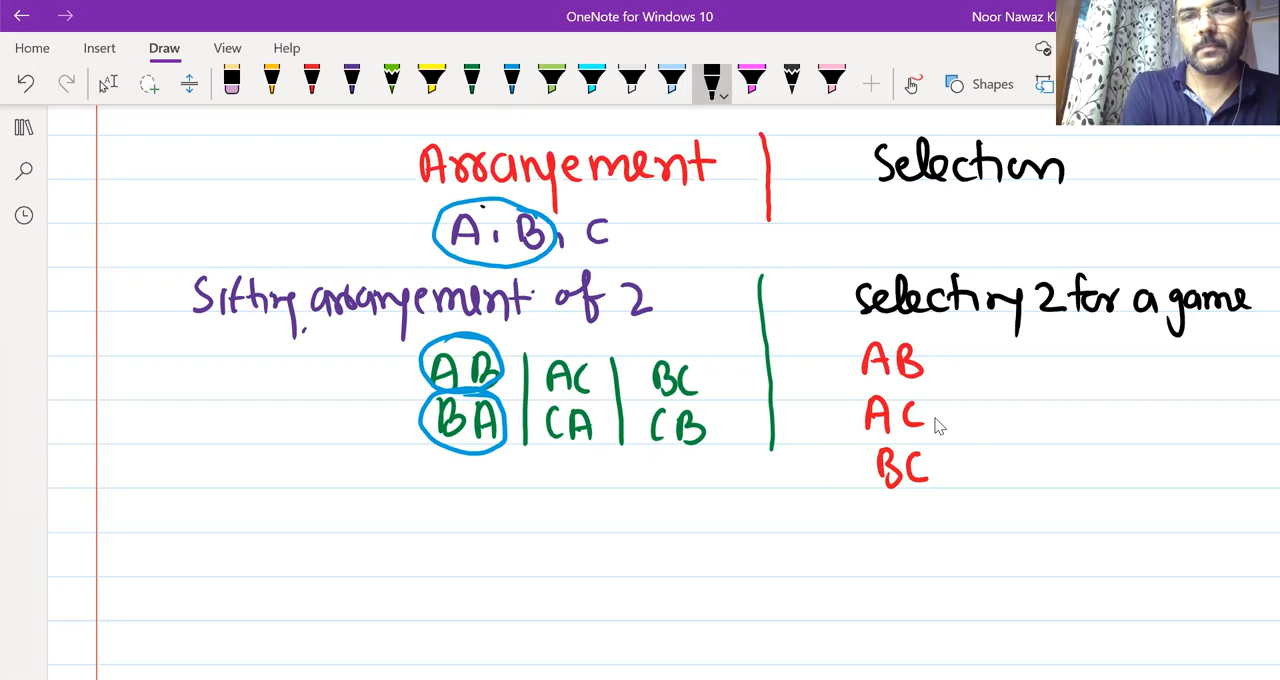 OneNote for Windows 10
Noor Nawaz Kh
Home Insert Draw View Help
Shapes
Arrangement | Selection
A, B, C
Sitting arrangement of 2
selecting 2 for a game
AB | AC | BC
BA | CA | CB
AB
AC
BC